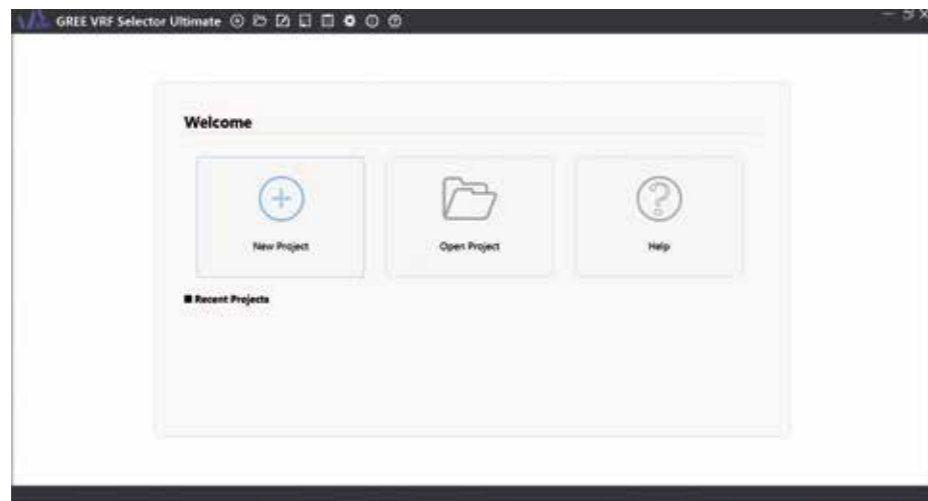 GREE VRF Selector Ultimate
Welcome
New Project
Open Project
Help
Recent Projects